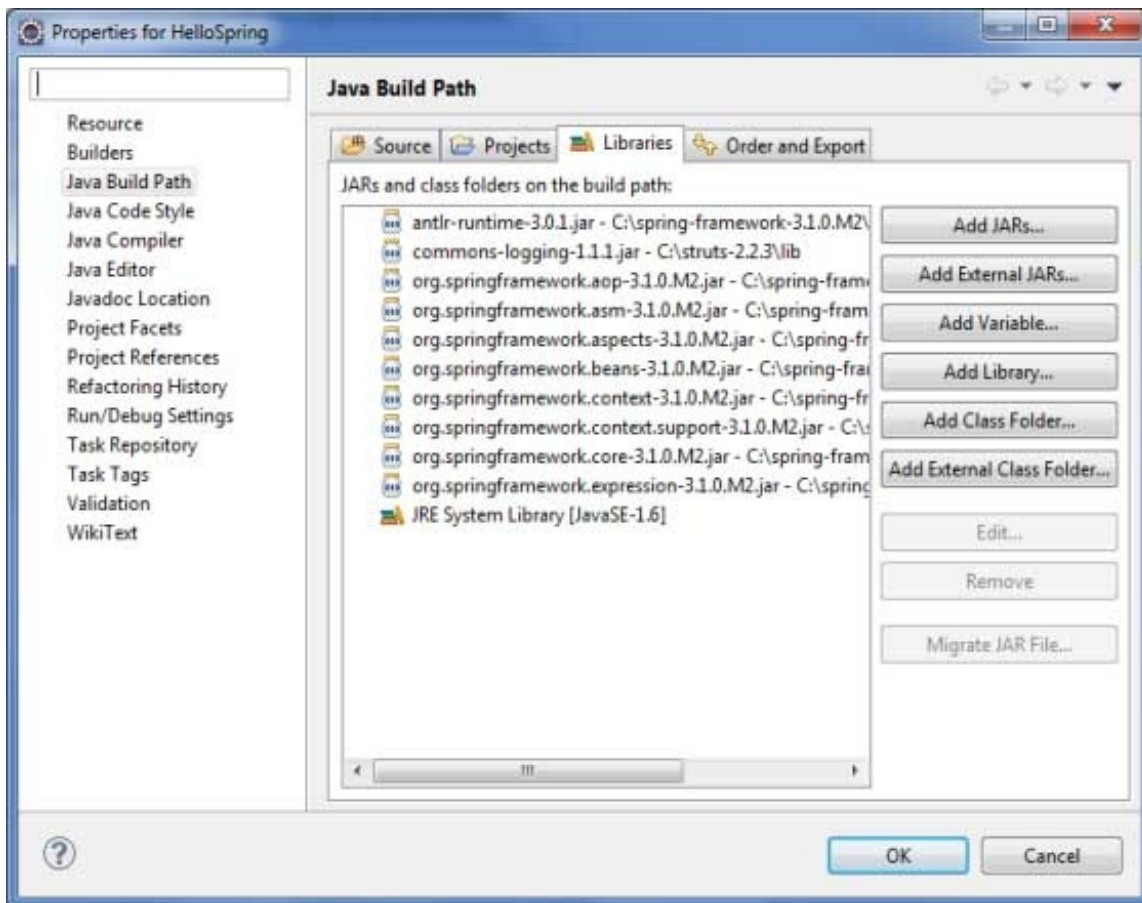 Properties for HelloSpring
Resource
Builders
Java Build Path
Java Code Style
Java Compiler
Java Editor
Javadoc Location
Project Facets
Project References
Refactoring History
Run/Debug Settings
Task Repository
Task Tags
Validation
WikiText
Java Build Path
Source Projects Libraries Order and Export
JARs and class folders on the build path:
antlr-runtime-3.0.1.jar - C:\spring-framework-3.1.0.M2\
commons-logging-1.1.1.jar - C:\struts-2.2.3\lib
org.springframework.aop-3.1.0.M2.jar - C:\spring-fram
org.springframework.asm-3.1.0.M2.jar - C:\spring-fram
org.springframework.aspects-3.1.0.M2.jar - C:\spring-fr
org.springframework.beans-3.1.0.M2.jar - C:\spring-fra
org.springframework.context-3.1.0.M2.jar - C:\spring-fr
org.springframework.context.support-3.1.0.M2.jar - C:\s
org.springframework.core-3.1.0.M2.jar - C:\spring-fram
org.springframework.expression-3.1.0.M2.jar - C:\spring
JRE System Library [JavaSE-1.6]
Add JARs...
Add External JARs...
Add Variable...
Add Library...
Add Class Folder...
Add External Class Folder...
Edit...
Remove
Migrate JAR File...
OK
Cancel